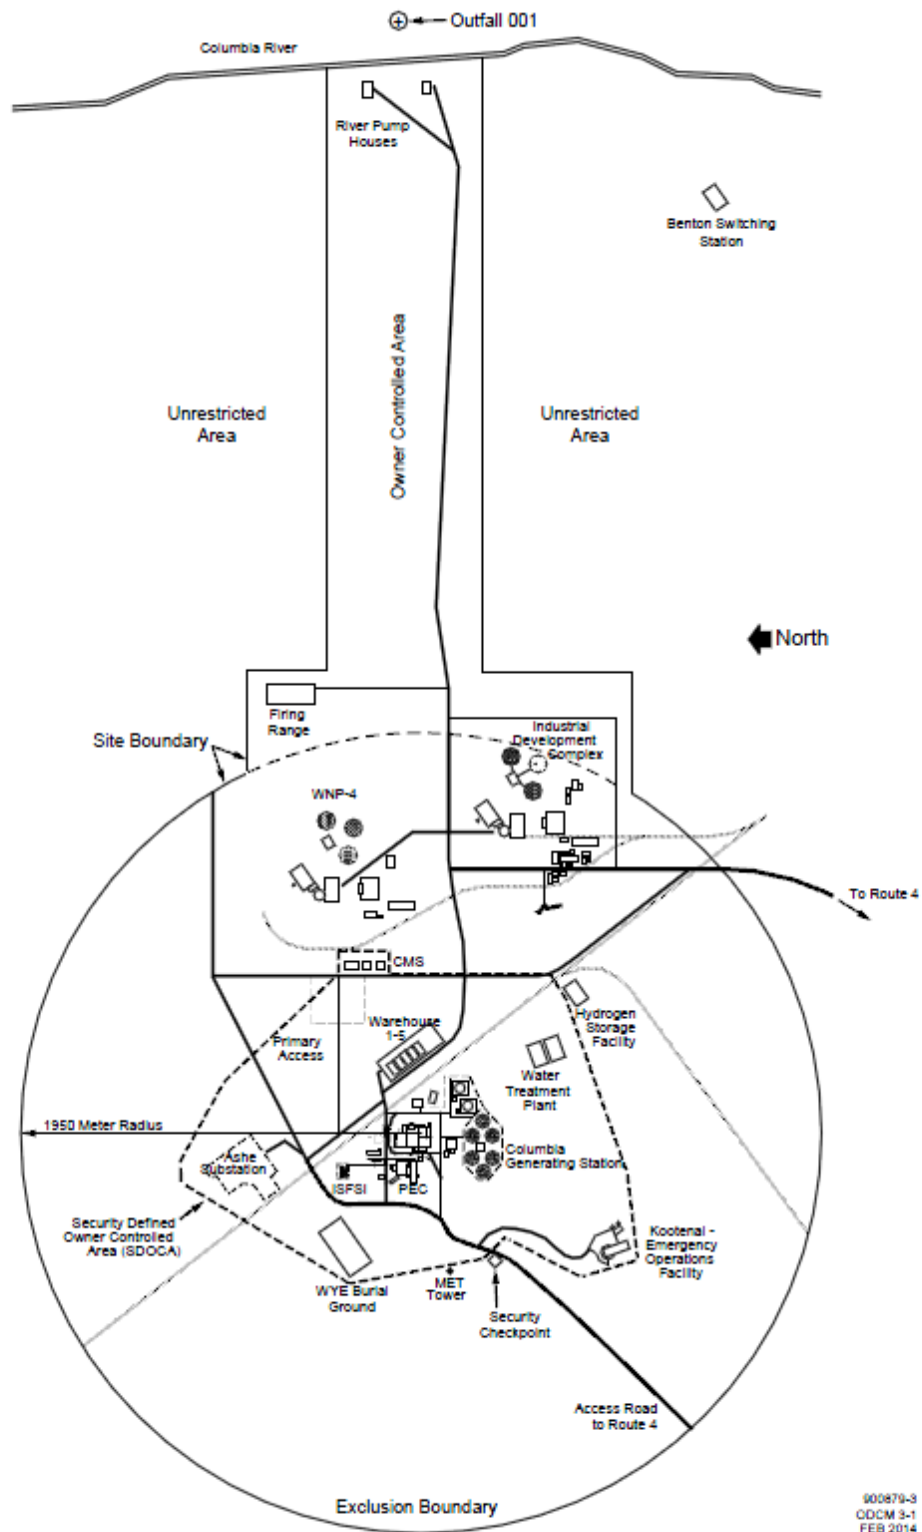 Outfall 001
Columbia River
River Pump
Houses
Benton Switching
Station
Owner Controlled Area
Unrestricted
Area
Unrestricted
Area
North
Firing
Range
Site Boundary
Industrial
Development
Complex
WNP-4
To Route 4
CMS
Hydrogen
Storage
Facility
Warehouse
1-5
Primary
Access
Water
Treatment
Plant
1950 Meter Radius
Ashe
Substation
Columbia
Generating Station
ISFSI
PEC
Security Defined
Owner Controlled
Area (SDOCA)
Kootenai -
Emergency
Operations
Facility
WYE Burial
Ground
MET
Tower
Security
Checkpoint
Access Road
to Route 4
Exclusion Boundary
900879-3
ODCM 3-1
FEB 2014